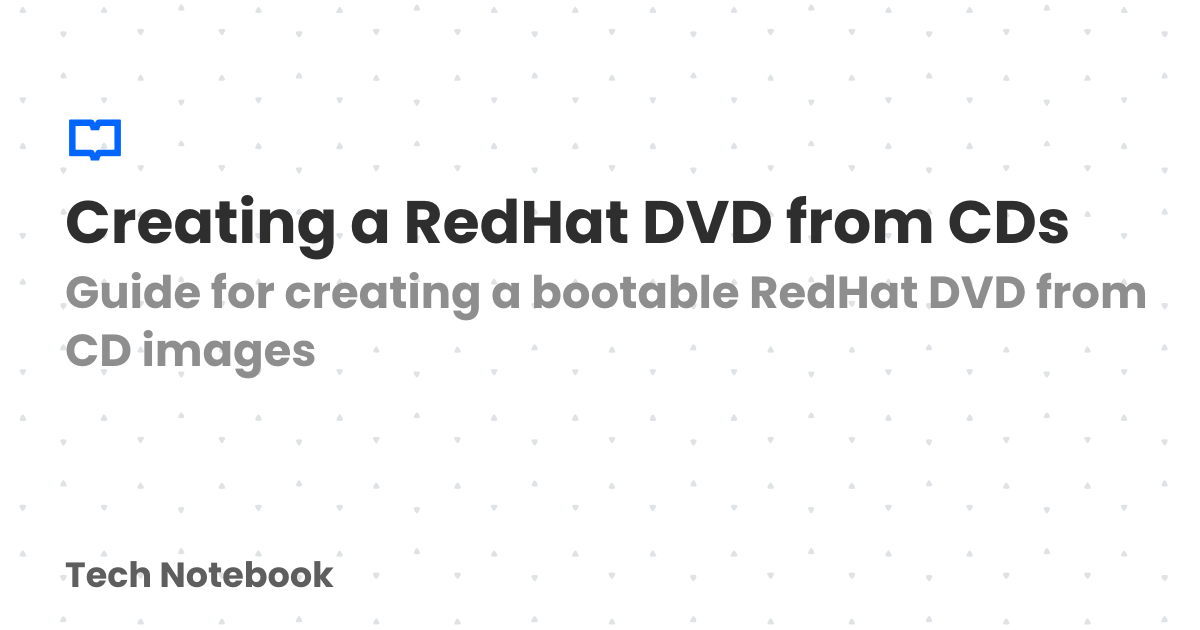 Creating a RedHat DVD from CDs
Guide for creating a bootable RedHat DVD from
CD images
Tech Notebook